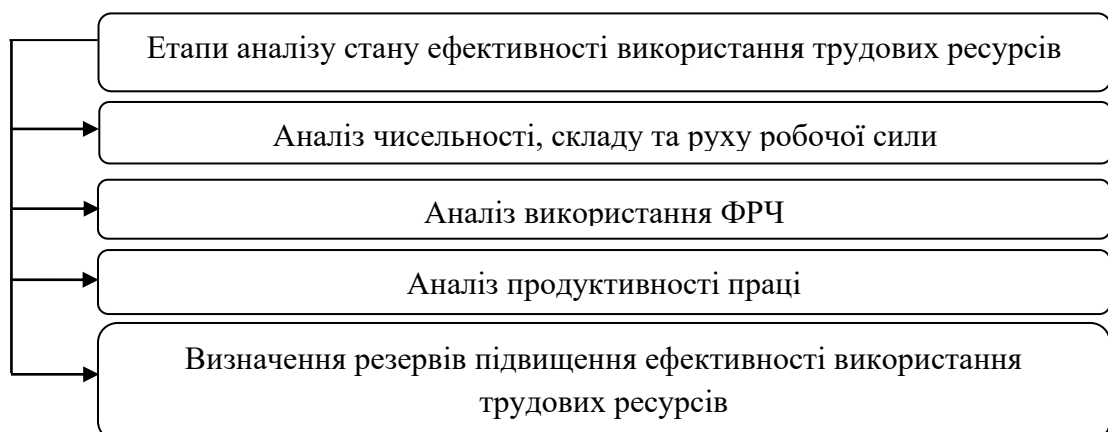 Етапи аналізу стану ефективності використання трудових ресурсів
Аналіз чисельності, складу та руху робочої сили
Аналіз використання ФРЧ
Аналіз продуктивності праці
Визначення резервів підвищення ефективності використання
трудових ресурсів